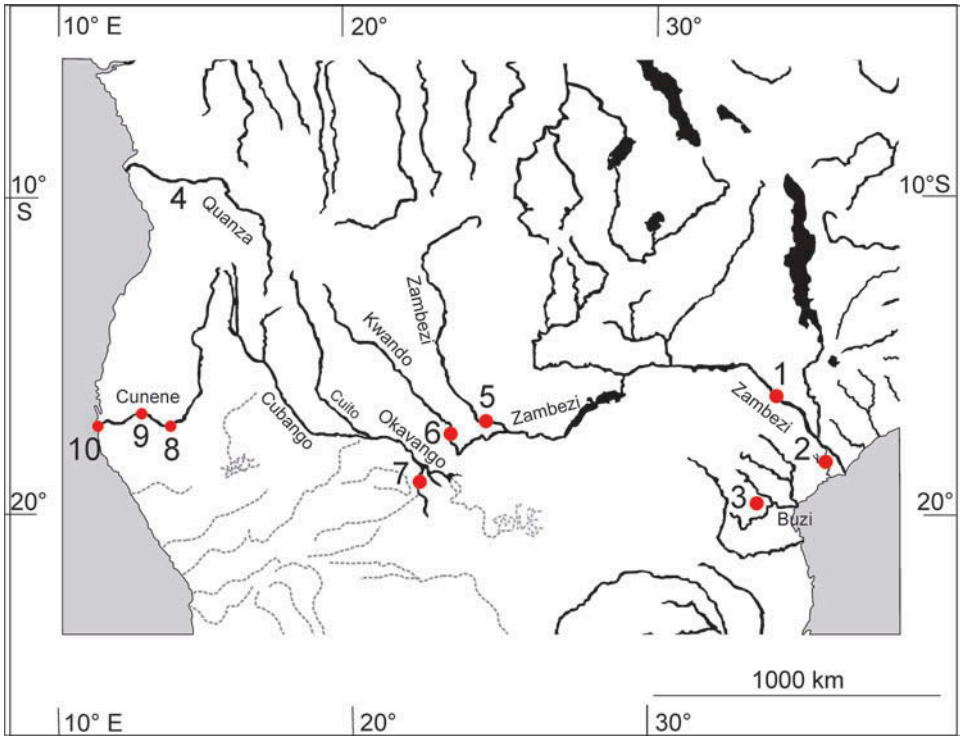 10° E 20° 30°
10°
S
10°S
4
Quanza
Zambezi
Kwando
Cunene
10 9 8
Cubango
Cuito
Okavango
5
6
Zambezi
7
1
Zambezi
2
3
Buzi
20°
20°
1000 km
10° E 20° 30°